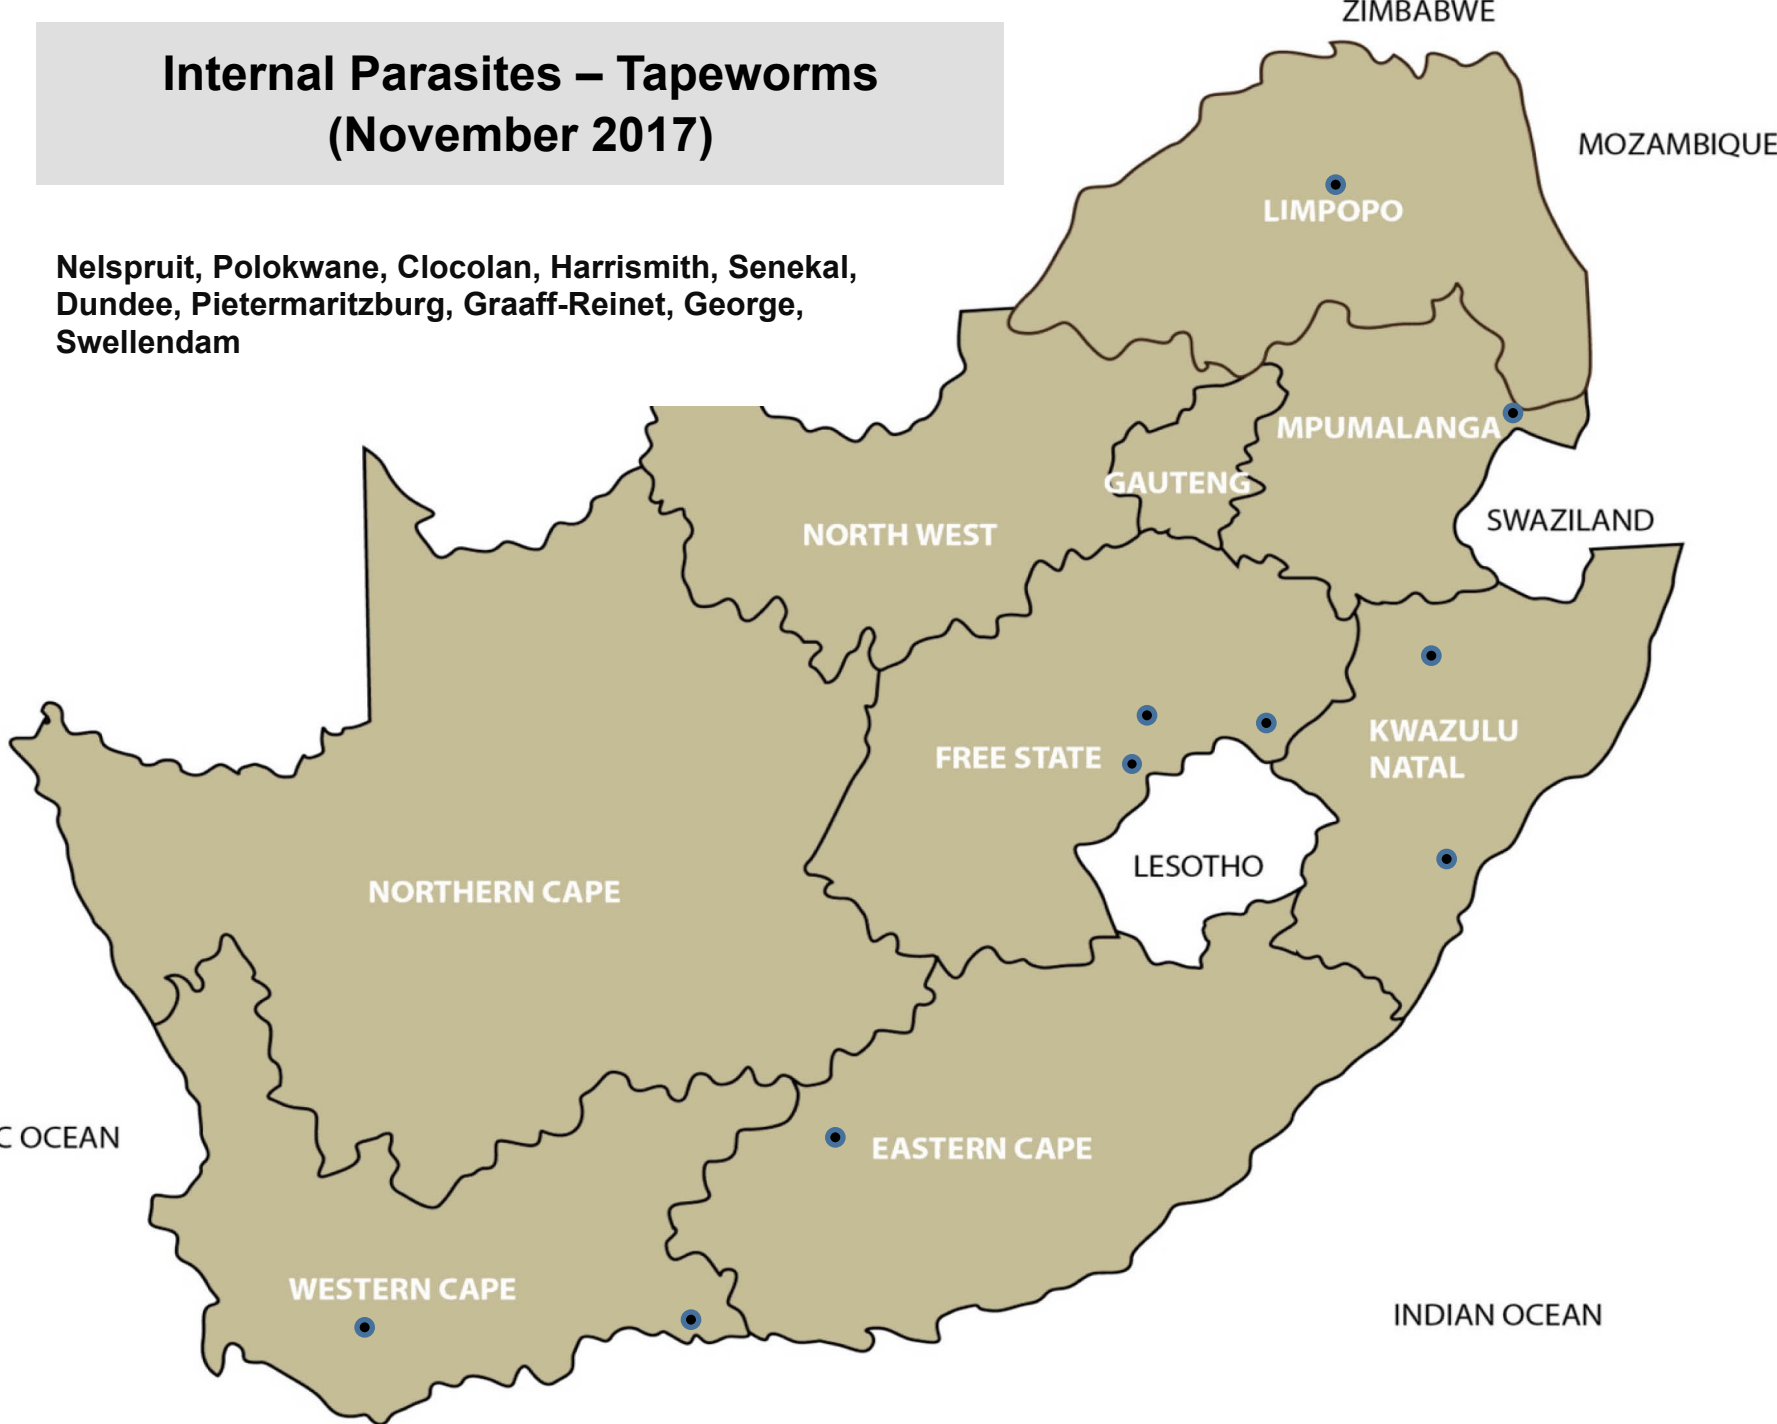 ZIMBABWE
Internal Parasites – Tapeworms
(November 2017)
MOZAMBIQUE
LIMPOPO
Nelspruit, Polokwane, Clocolan, Harrismith, Senekal,
Dundee, Pietermaritzburg, Graaff-Reinet, George,
Swellendam
MPUMALANGA
GAUTENG
SWAZILAND
NORTH WEST
KWAZULU
NATAL
FREE STATE
LESOTHO
NORTHERN CAPE
C OCEAN
EASTERN CAPE
WESTERN CAPE
INDIAN OCEAN